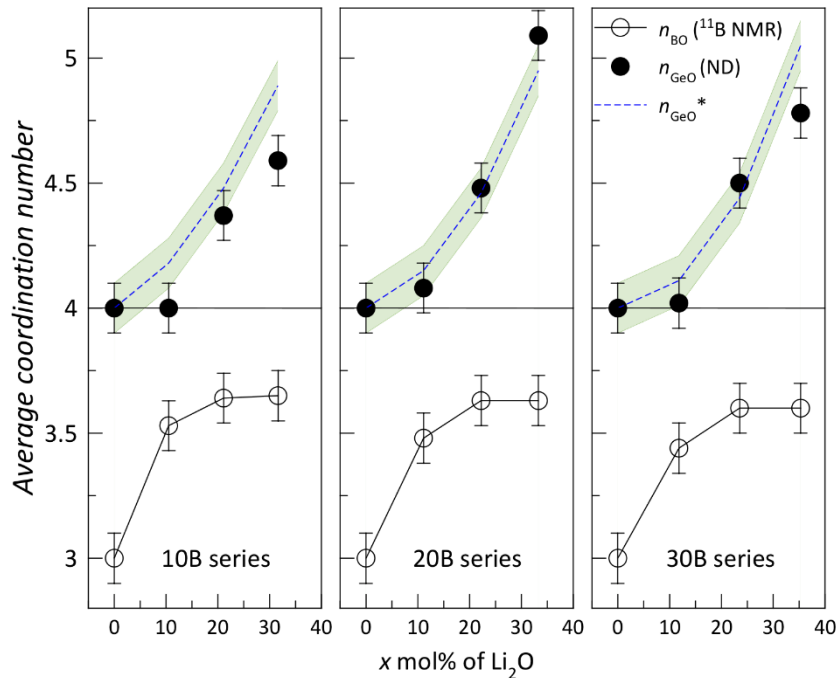 Average coordination number
5
4.5
4
3.5
3
n_BO (¹¹B NMR)
n_GeO (ND)
n_GeO*
10B series
20B series
30B series
0 10 20 30 40 0 10 20 30 40 0 10 20 30 40
x mol% of Li₂O